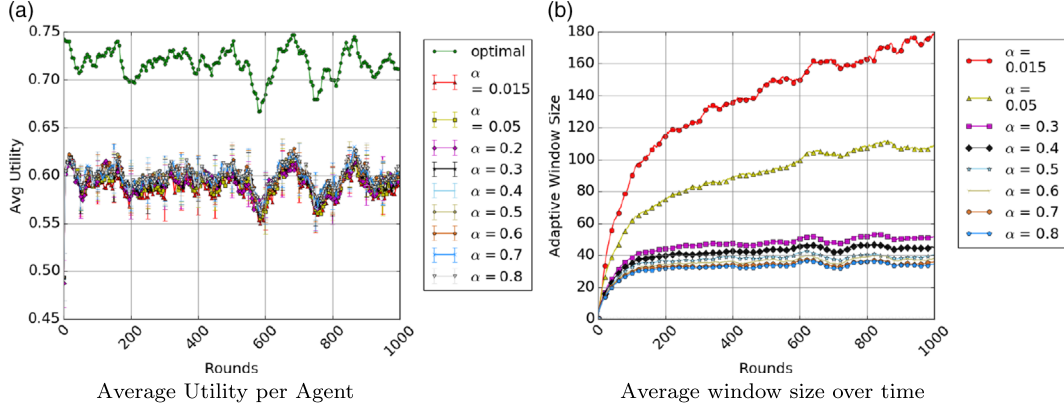 (a)
0.75
0.70
0.65
0.60
0.55
0.50
0.45
Avg Utility
0
200
400
600
800
1000
Rounds
optimal
α
= 0.015
α
= 0.05
α = 0.2
α = 0.3
α = 0.4
α = 0.5
α = 0.6
α = 0.7
α = 0.8
Average Utility per Agent
(b)
180
160
140
120
100
80
60
40
20
0
Adaptive Window Size
0
200
400
600
800
1000
Rounds
α =
0.015
α =
0.05
α = 0.3
α = 0.4
α = 0.5
α = 0.6
α = 0.7
α = 0.8
Average window size over time